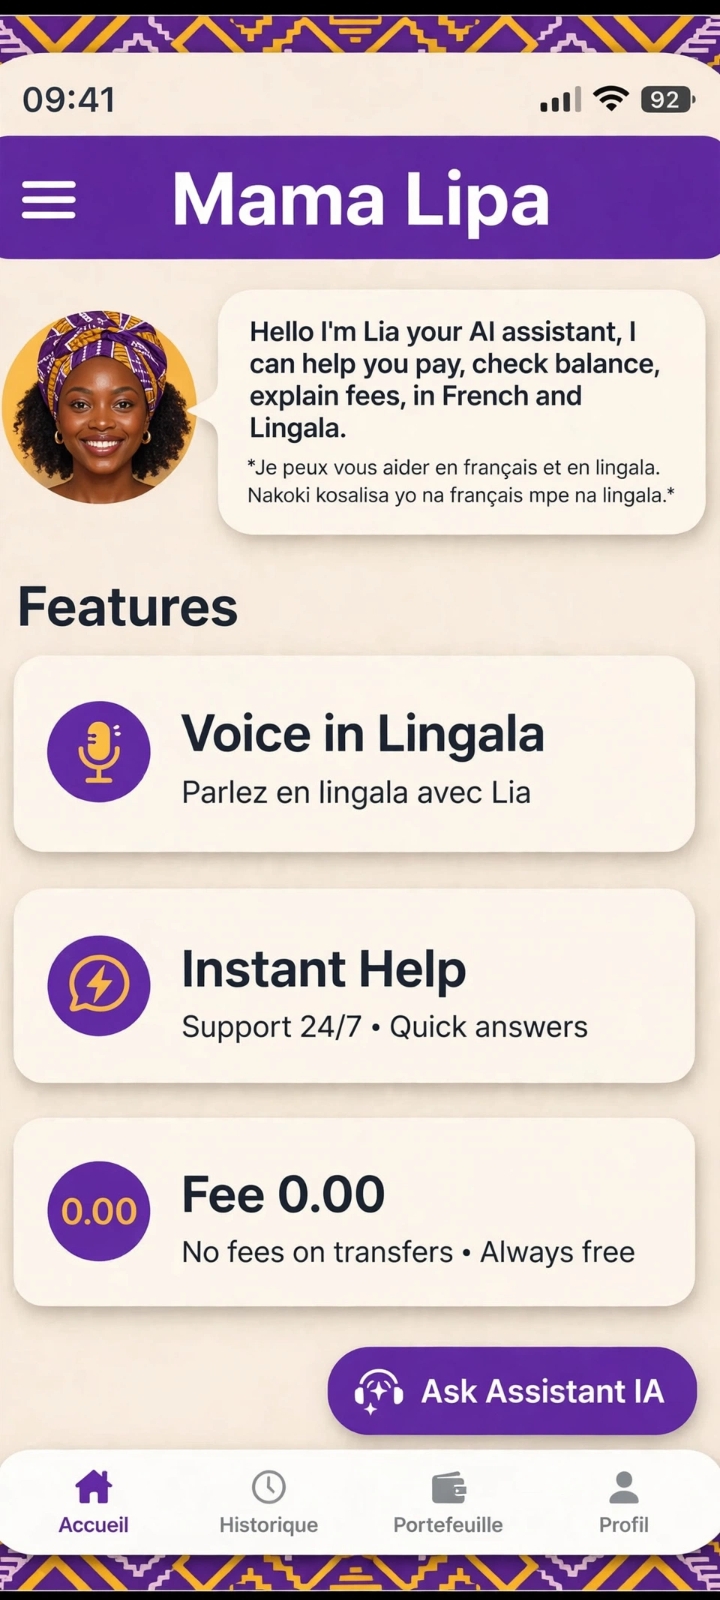 09:41
92
Mama Lipa
Hello I'm Lia your AI assistant, I
can help you pay, check balance,
explain fees, in French and
Lingala.
*Je peux vous aider en français et en lingala.
Nakoki kosalisa yo na français mpe na lingala.*
Features
Voice in Lingala
Parlez en lingala avec Lia
Instant Help
Support 24/7 • Quick answers
0.00
Fee 0.00
No fees on transfers • Always free
Ask Assistant IA
Accueil
Historique
Portefeuille
Profil